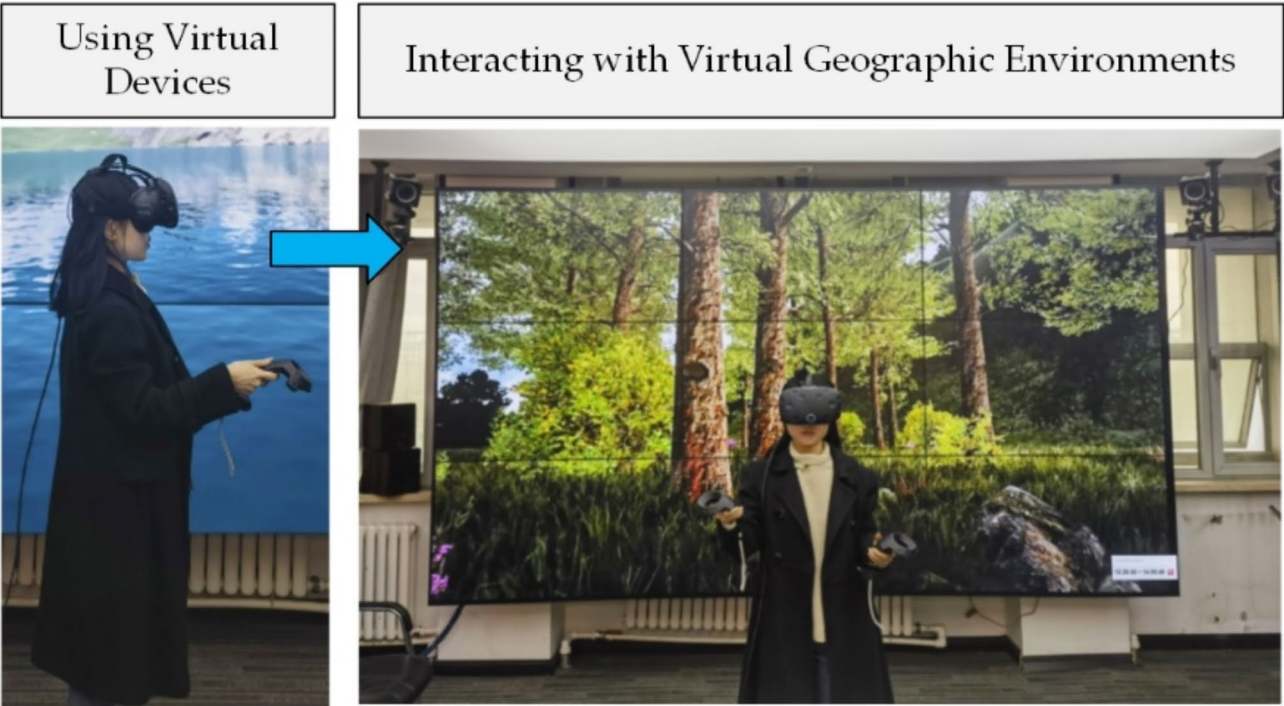 Using Virtual
Devices
Interacting with Virtual Geographic Environments